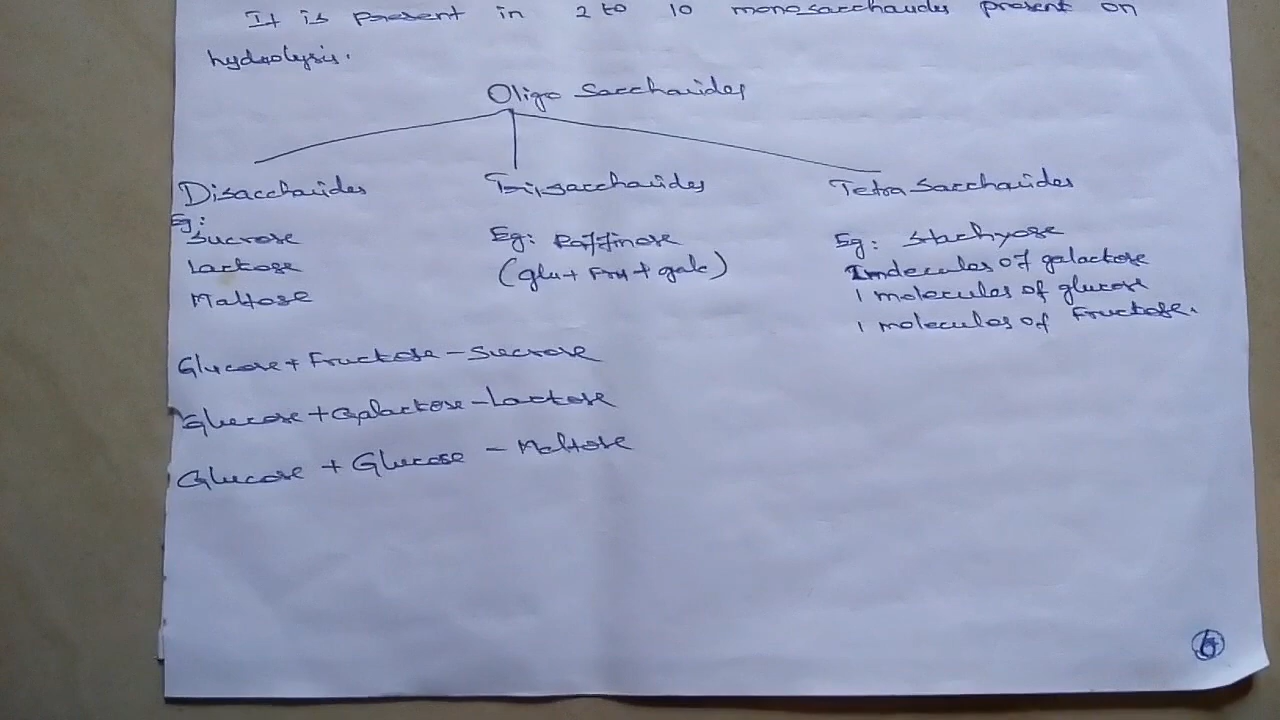 It is present in 2 to 10 monosaccharides present on
hydrolysis.
Oligo Saccharides
Disaccharides
Eg:
Sucrose
Lactose
Maltose
Trisaccharides
Eg: Raffinose
(glu + Fru + gala)
Tetra Saccharides
Eg: Stachyose
2 molecules of galactose
1 molecules of glucose
1 molecules of Fructose.
Glucose + Fructose - Sucrose
Glucose + Galactose - Lactose
Glucose + Glucose - Maltose
6